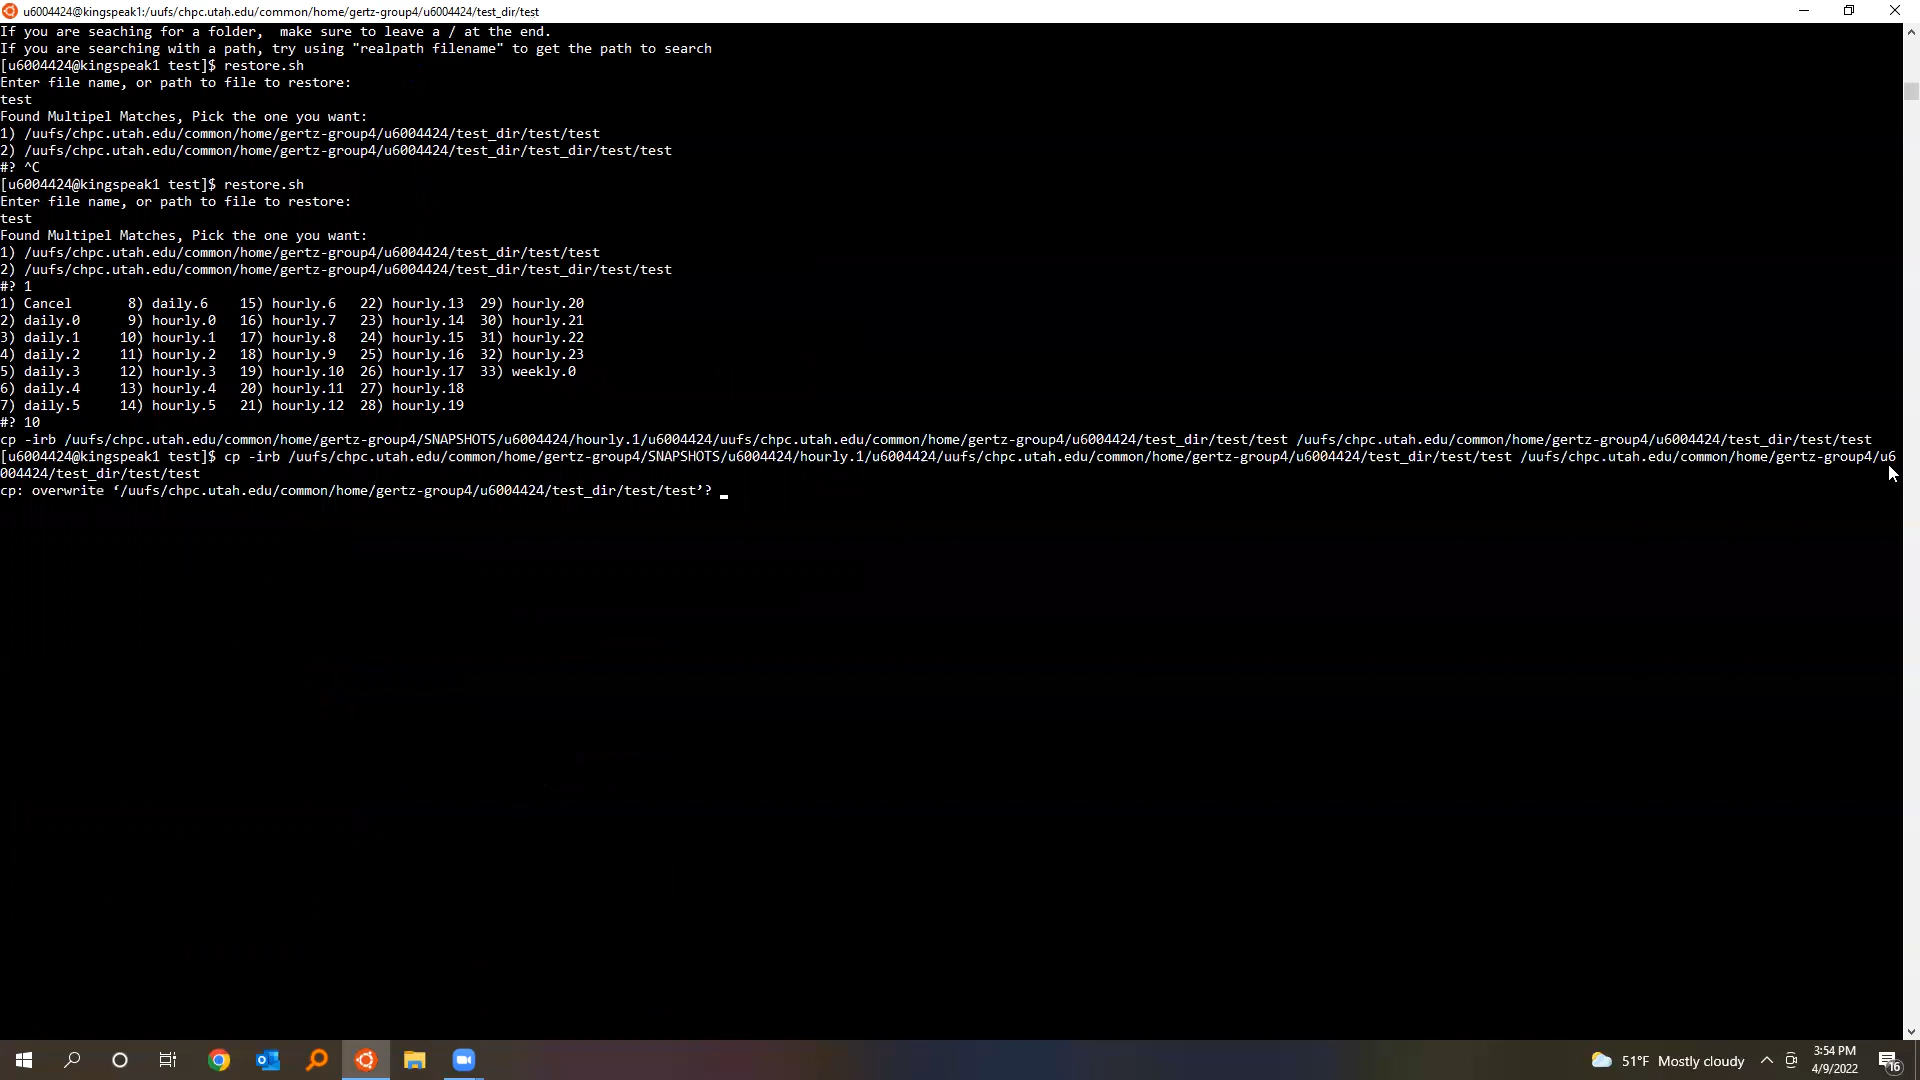 u6004424@kingspeak1:/uufs/chpc.utah.edu/common/home/gertz-group4/u6004424/test_dir/test
If you are seaching for a folder,  make sure to leave a / at the end.
If you are searching with a path, try using "realpath filename" to get the path to search
[u6004424@kingspeak1 test]$ restore.sh
Enter file name, or path to file to restore:
test
Found Multipel Matches, Pick the one you want:
1) /uufs/chpc.utah.edu/common/home/gertz-group4/u6004424/test_dir/test/test
2) /uufs/chpc.utah.edu/common/home/gertz-group4/u6004424/test_dir/test_dir/test/test
#? ^C
[u6004424@kingspeak1 test]$ restore.sh
Enter file name, or path to file to restore:
test
Found Multipel Matches, Pick the one you want:
1) /uufs/chpc.utah.edu/common/home/gertz-group4/u6004424/test_dir/test/test
2) /uufs/chpc.utah.edu/common/home/gertz-group4/u6004424/test_dir/test_dir/test/test
#? 1
1) Cancel       8) daily.6    15) hourly.6   22) hourly.13  29) hourly.20
2) daily.0      9) hourly.0   16) hourly.7   23) hourly.14  30) hourly.21
3) daily.1     10) hourly.1   17) hourly.8   24) hourly.15  31) hourly.22
4) daily.2     11) hourly.2   18) hourly.9   25) hourly.16  32) hourly.23
5) daily.3     12) hourly.3   19) hourly.10  26) hourly.17  33) weekly.0
6) daily.4     13) hourly.4   20) hourly.11  27) hourly.18
7) daily.5     14) hourly.5   21) hourly.12  28) hourly.19
#? 10
cp -irb /uufs/chpc.utah.edu/common/home/gertz-group4/SNAPSHOTS/u6004424/hourly.1/u6004424/uufs/chpc.utah.edu/common/home/gertz-group4/u6004424/test_dir/test/test /uufs/chpc.utah.edu/common/home/gertz-group4/u6004424/test_dir/test/test
[u6004424@kingspeak1 test]$ cp -irb /uufs/chpc.utah.edu/common/home/gertz-group4/SNAPSHOTS/u6004424/hourly.1/u6004424/uufs/chpc.utah.edu/common/home/gertz-group4/u6004424/test_dir/test/test /uufs/chpc.utah.edu/common/home/gertz-group4/u6
004424/test_dir/test/test
cp: overwrite ‘/uufs/chpc.utah.edu/common/home/gertz-group4/u6004424/test_dir/test/test’?
51°F Mostly cloudy
3:54 PM
4/9/2022
16